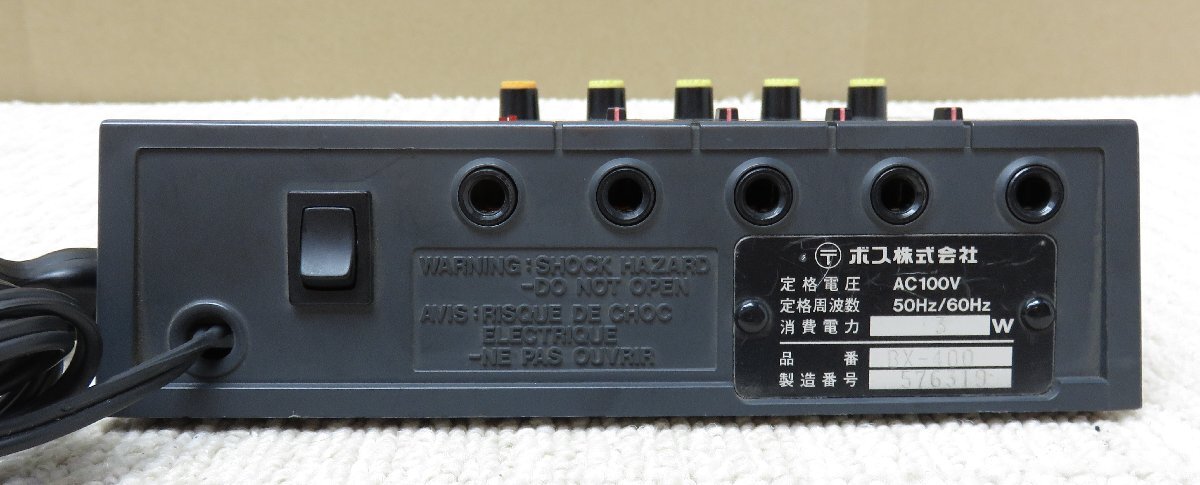 WARNING : SHOCK HAZARD
-DO NOT OPEN
AVIS : RISQUE DE CHOC
ELECTRIQUE
-NE PAS OUVRIR
〒 ボス株式会社
定格電圧 AC100V
定格周波数 50Hz/60Hz
消費電力 W
品番 BX-400
製造番号 576319